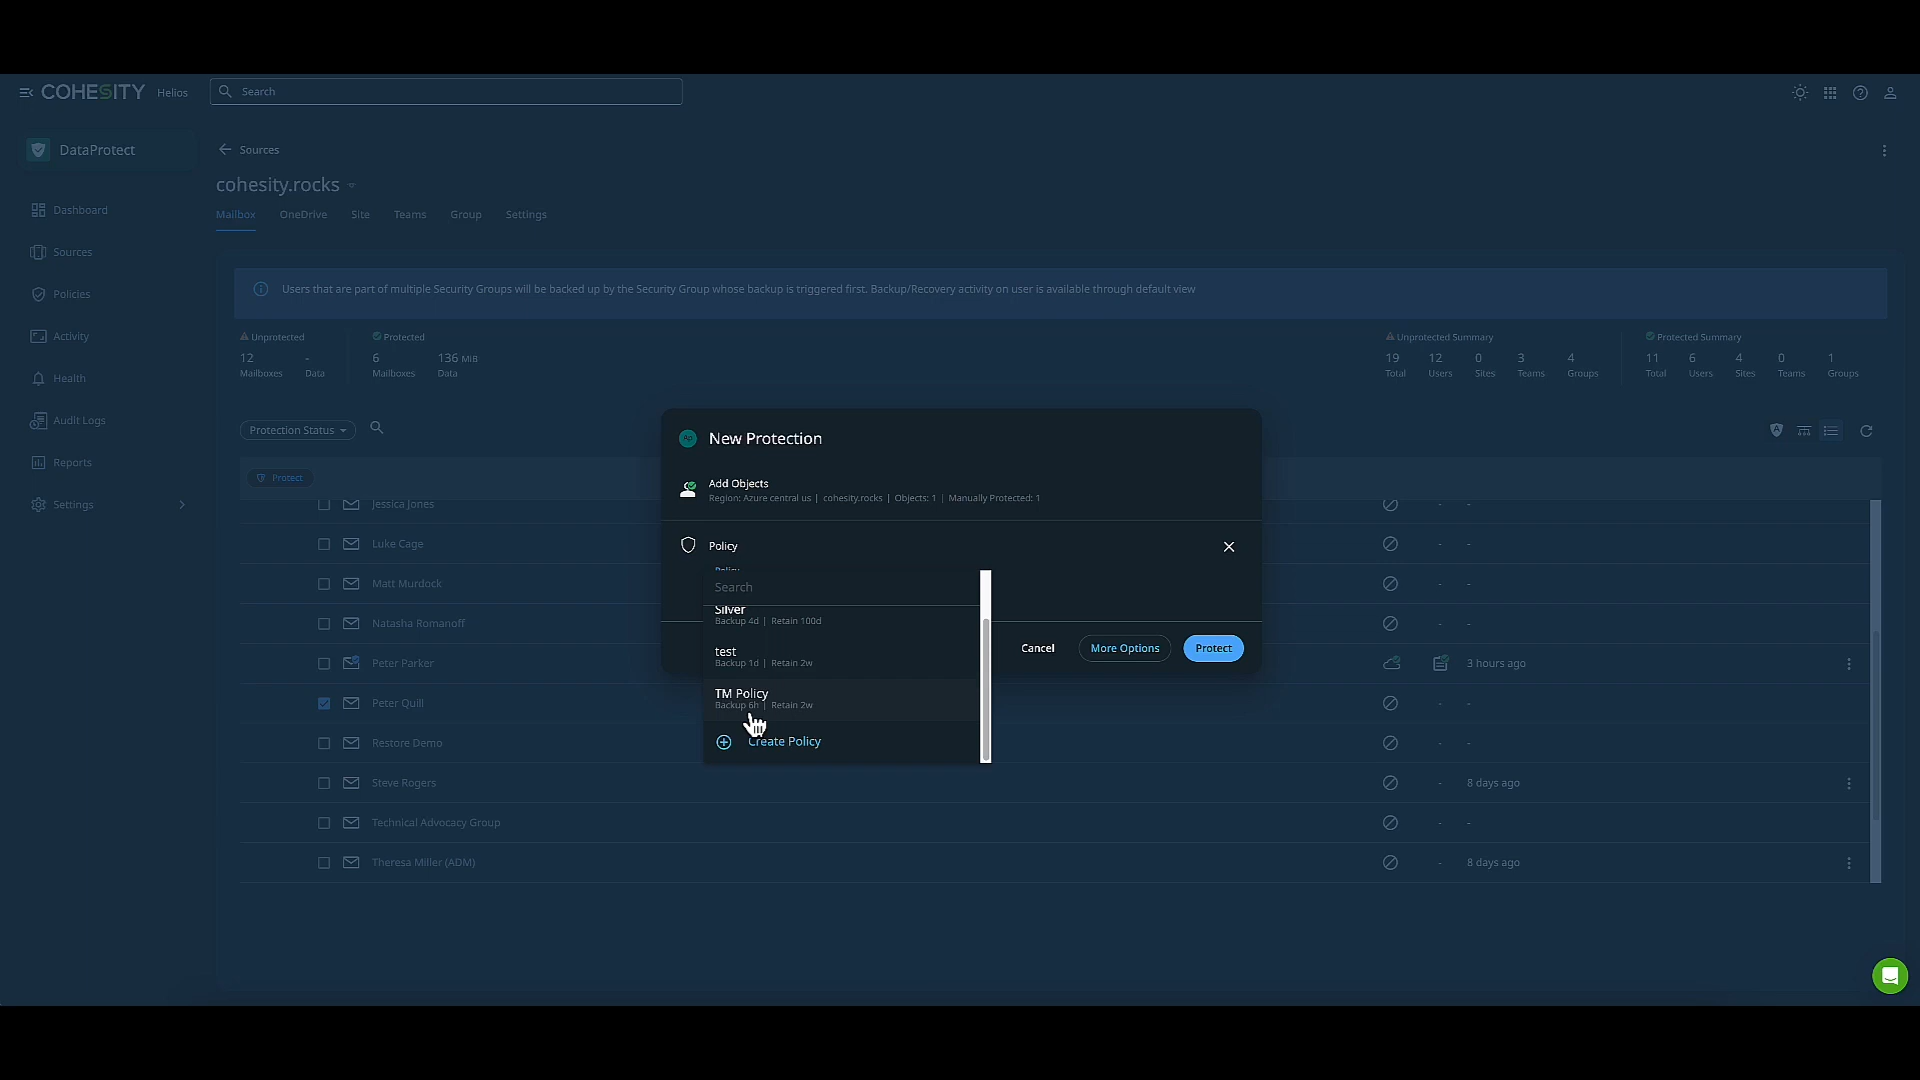 COHESITY Helios
Search
DataProtect
Dashboard
Sources
Policies
Activity
Health
Audit Logs
Reports
Settings
Sources
cohesity.rocks
Mailbox OneDrive Site Teams Group Settings
Users that are part of multiple Security Groups will be backed up by the Security Group whose backup is triggered first. Backup/Recovery activity on user is available through default view
Unprotected Protected Unprotected Summary Protected Summary
12 - 6 136 MiB 19 12 0 3 4 11 6 4 0 1
Mailboxes Data Mailboxes Data Total Users Sites Teams Groups Total Users Sites Teams Groups
Protection Status
Protect
Jessica Jones - -
Luke Cage - -
Matt Murdock - -
Natasha Romanoff - -
Peter Parker 3 hours ago
Peter Quill - -
Restore Demo - -
Steve Rogers - 8 days ago
Technical Advocacy Group - -
Theresa Miller (ADM) - 8 days ago
New Protection
Add Objects
Region: Azure central us | cohesity.rocks | Objects: 1 | Manually Protected: 1
Policy
Policy
Search
Silver
Backup 4d | Retain 100d
test
Backup 1d | Retain 2w
TM Policy
Backup 6h | Retain 2w
Create Policy
Cancel More Options Protect